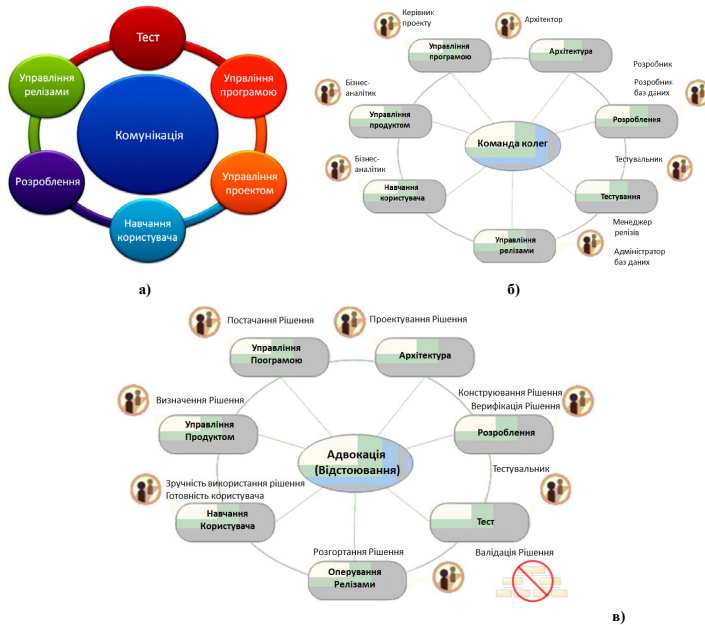 Тест
Управління
релізами
Упрвління
програмою
Комунікація
Розроблення
Управління
проектом
Навчання
користувача
а)
Керівник
проекту
Архітектор
Управління
програмою
Архітектура
Розробник
Бізнес-
аналітик
Розробник
баз даних
Управління
продуктом
Розроблення
Команда колег
Бізнес-
аналітик
Тестувальник
Навчання
користувача
Тестування
Менеджер
релізів
Управління
релізами
Адміністратор
баз даних
б)
Постачання Рішення
Проектування Рішення
Управління
Поограмою
Архітектура
Визначення Рішення
Конструювання Рішення
Верифікація Рішення
Управління
Продуктом
Розроблення
Адвокація
(Відстоювання)
Тестувальник
Зручність використання рішення
Готовність користувача
Навчання
Користувача
Тест
Розгортання Рішення
Валідація Рішення
Оперування
Релізами
в)